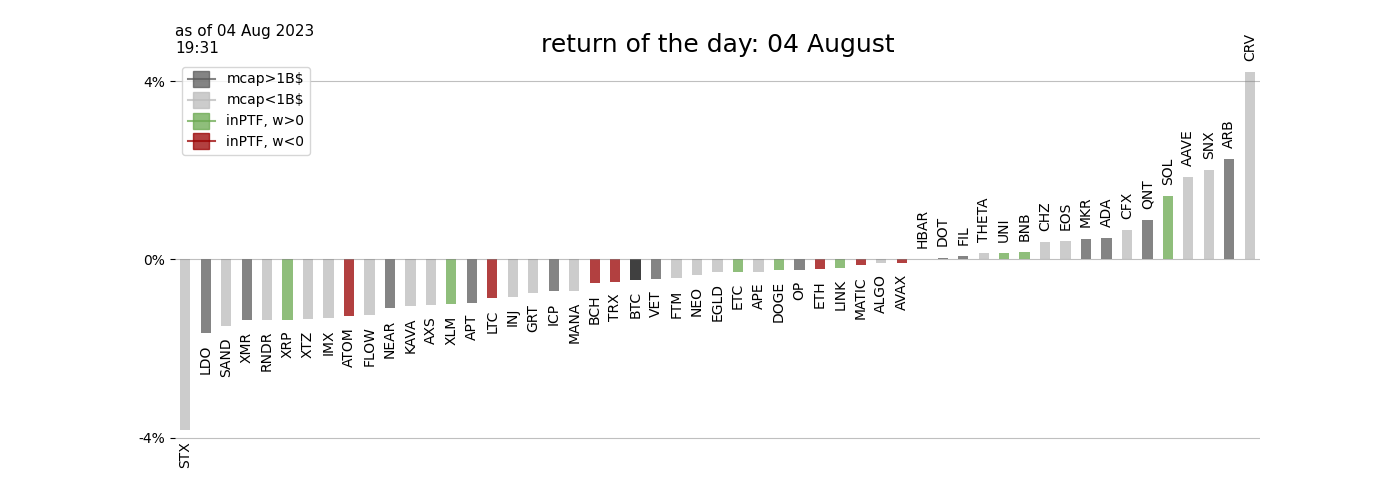 as of 04 Aug 2023
19:31
return of the day: 04 August
mcap>1B$
mcap<1B$
inPTF, w>0
inPTF, w<0
4%
0%
-4%
STX
LDO
SAND
XMR
RNDR
XRP
XTZ
IMX
ATOM
FLOW
NEAR
KAVA
AXS
XLM
APT
LTC
INJ
GRT
ICP
MANA
BCH
TRX
BTC
VET
FTM
NEO
EGLD
ETC
APE
DOGE
OP
ETH
LINK
MATIC
ALGO
AVAX
HBAR
DOT
FIL
THETA
UNI
BNB
CHZ
EOS
MKR
ADA
CFX
QNT
SOL
AAVE
SNX
ARB
CRV